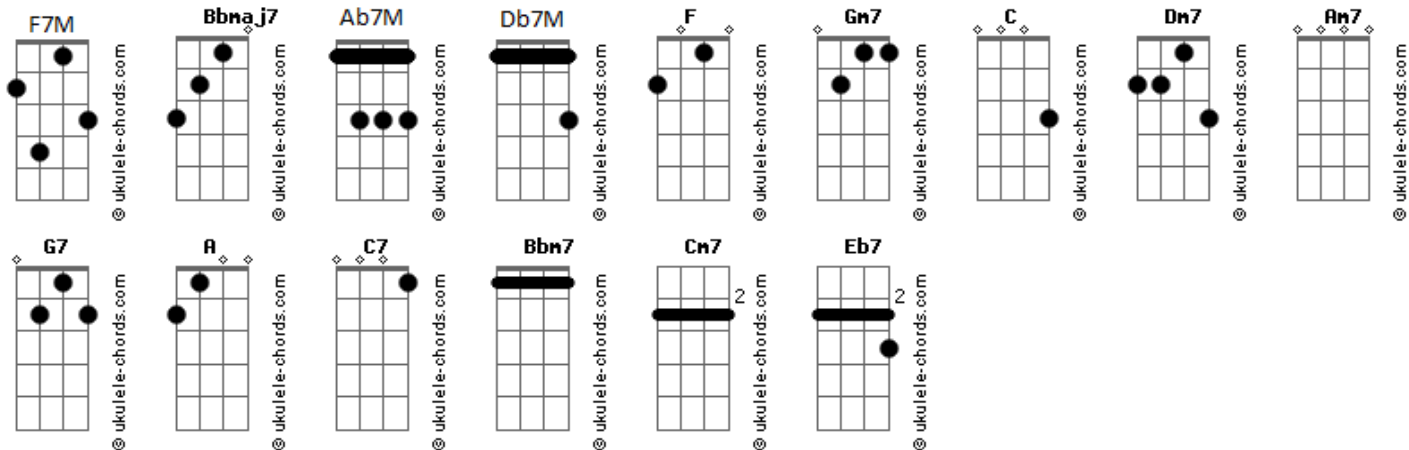 F7M Bbmaj7 Ab7M Db7M F Gm7 C Dm7 Am7
© ukulele-chords.com © ukulele-chords.com © ukulele-chords.com © ukulele-chords.com © ukulele-chords.com © ukulele-chords.com © ukulele-chords.com © ukulele-chords.com © ukulele-chords.com
G7 A C7 Bbm7 Cm7 Eb7
2 2
© ukulele-chords.com © ukulele-chords.com © ukulele-chords.com © ukulele-chords.com © ukulele-chords.com © ukulele-chords.com